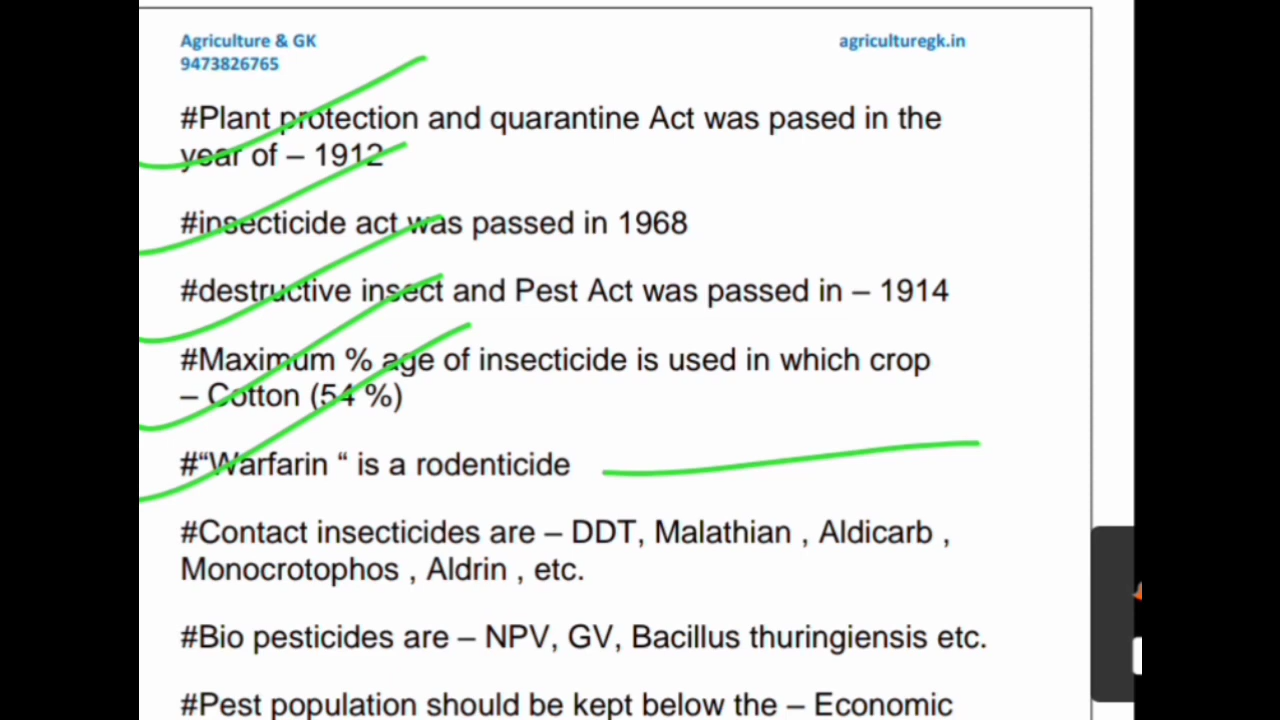 Agriculture & GK
agriculturegk.in
9473826765
#Plant protection and quarantine Act was pased in the
year of – 1912
#insecticide act was passed in 1968
#destructive insect and Pest Act was passed in – 1914
#Maximum % age of insecticide is used in which crop
– Cotton (54 %)
#“Warfarin “ is a rodenticide
#Contact insecticides are – DDT, Malathian , Aldicarb ,
Monocrotophos , Aldrin , etc.
#Bio pesticides are – NPV, GV, Bacillus thuringiensis etc.
#Pest population should be kept below the – Economic